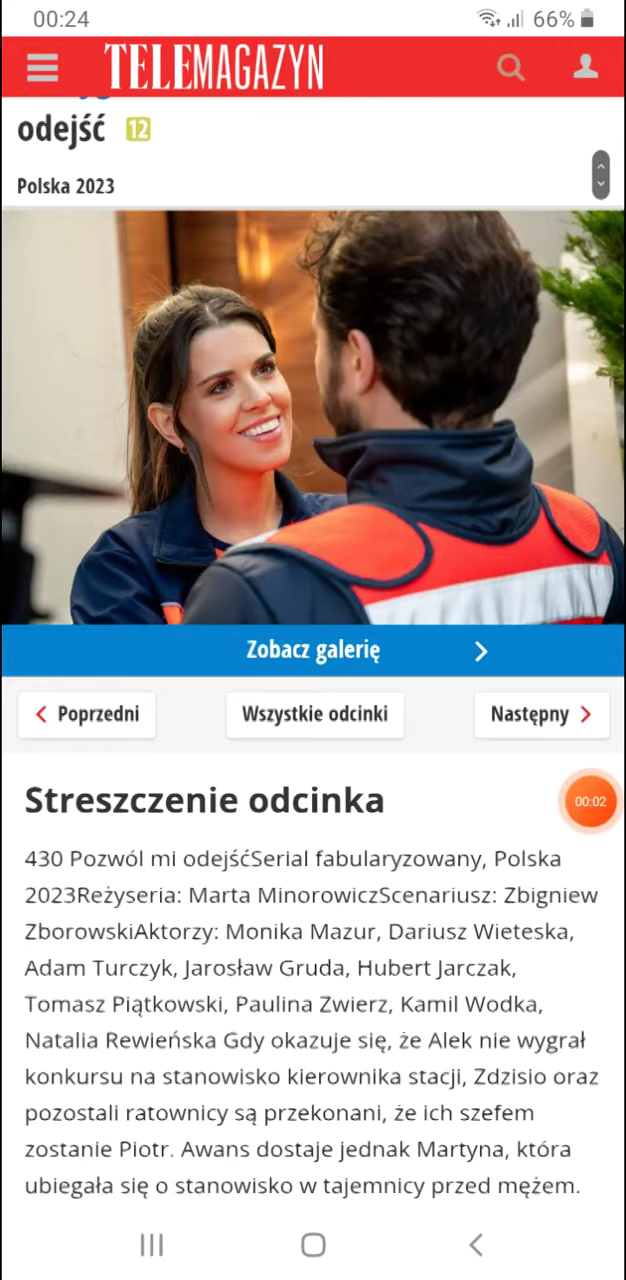 00:24
66%
TELEMAGAZYN
odejść 12
Polska 2023
Zobacz galerię
Poprzedni
Wszystkie odcinki
Następny
Streszczenie odcinka
00:02
430 Pozwól mi odejśćSerial fabularyzowany, Polska
2023Reżyseria: Marta MinorowiczScenariusz: Zbigniew
ZborowskiAktorzy: Monika Mazur, Dariusz Wieteska,
Adam Turczyk, Jarosław Gruda, Hubert Jarczak,
Tomasz Piątkowski, Paulina Zwierz, Kamil Wodka,
Natalia Rewieńska Gdy okazuje się, że Alek nie wygrał
konkursu na stanowisko kierownika stacji, Zdzisio oraz
pozostali ratownicy są przekonani, że ich szefem
zostanie Piotr. Awans dostaje jednak Martyna, która
ubiegała się o stanowisko w tajemnicy przed mężem.